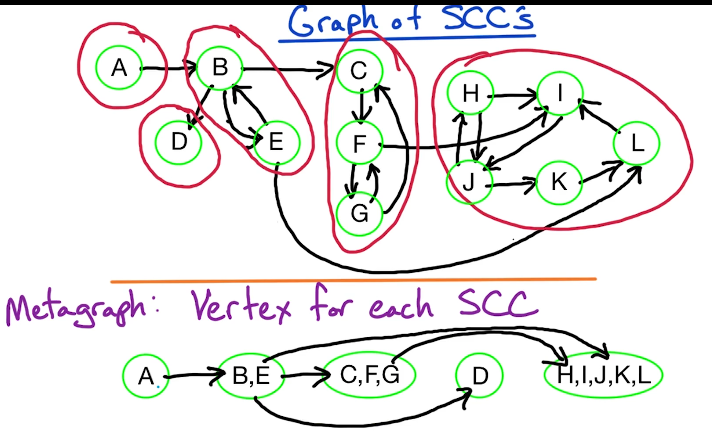 Graph of SCC's
A B C H I
D E F L
J K
G
Metagraph: Vertex for each SCC
A B,E C,F,G D H,I,J,K,L